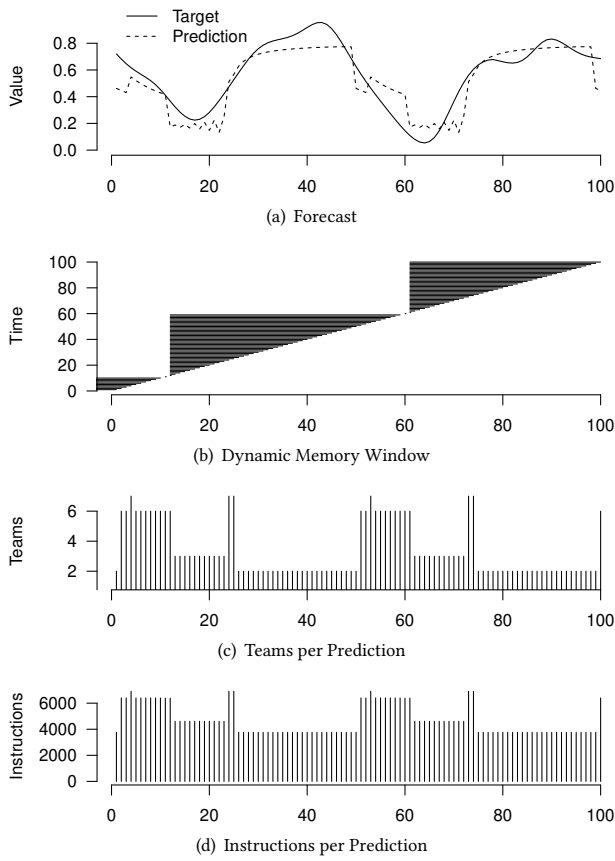 Target
Prediction
Value
0.8
0.6
0.4
0.2
0.0
0 20 40 60 80 100
(a) Forecast
Time
100
80
60
40
20
0
0 20 40 60 80 100
(b) Dynamic Memory Window
Teams
6
4
2
0 20 40 60 80 100
(c) Teams per Prediction
Instructions
6000
4000
2000
0
0 20 40 60 80 100
(d) Instructions per Prediction